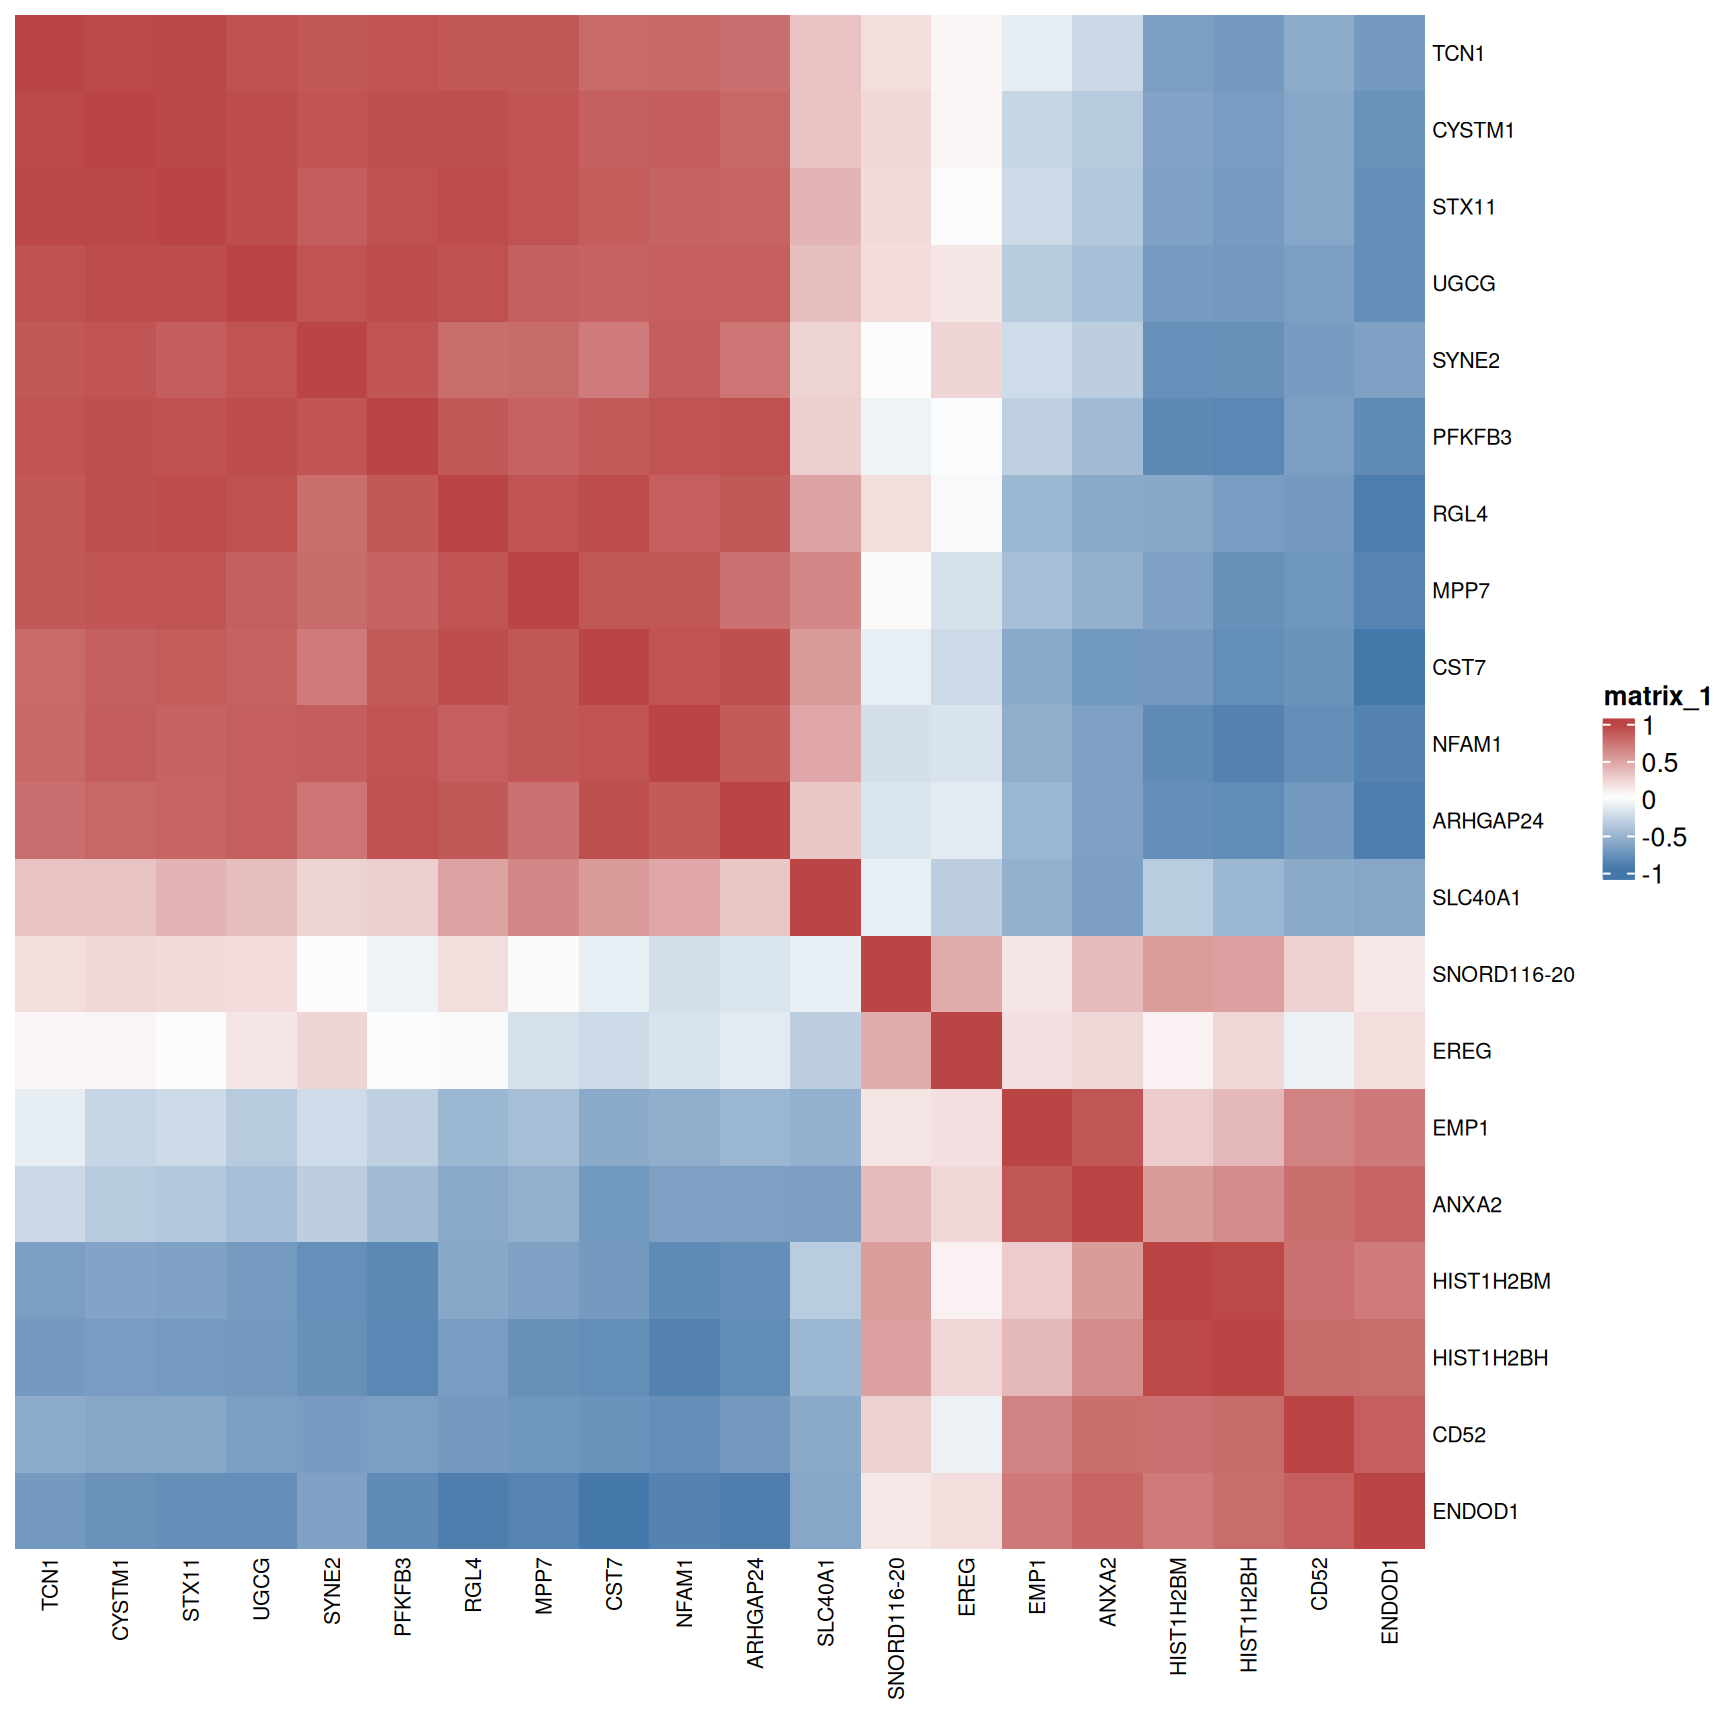 TCN1
CYSTM1
STX11
UGCG
SYNE2
PFKFB3
RGL4
MPP7
CST7
NFAM1
ARHGAP24
SLC40A1
SNORD116-20
EREG
EMP1
ANXA2
HIST1H2BM
HIST1H2BH
CD52
ENDOD1
matrix_1
1
0.5
0
-0.5
-1
TCN1
CYSTM1
STX11
UGCG
SYNE2
PFKFB3
RGL4
MPP7
CST7
NFAM1
ARHGAP24
SLC40A1
SNORD116-20
EREG
EMP1
ANXA2
HIST1H2BM
HIST1H2BH
CD52
ENDOD1